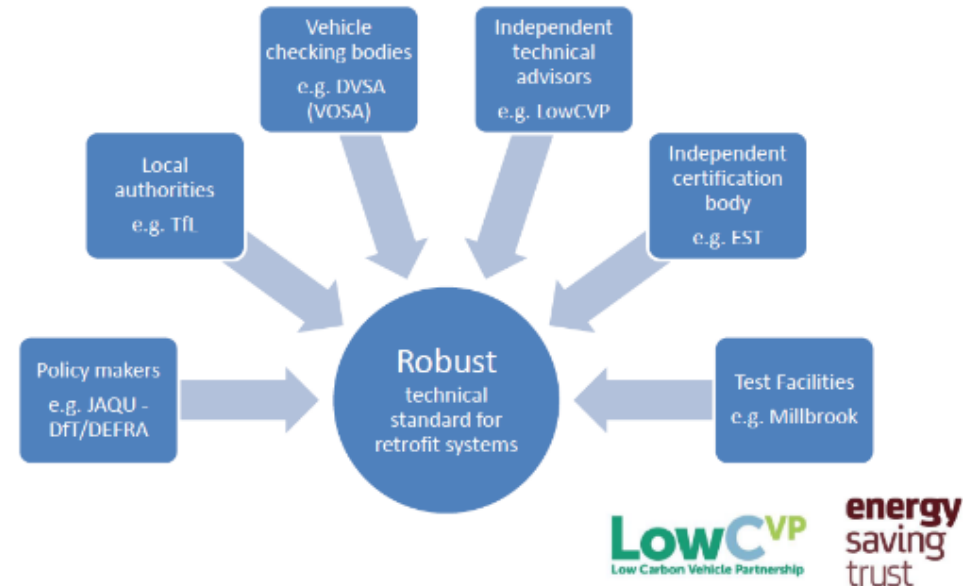 Vehicle
checking bodies
e.g. DVSA
(VOSA)
Independent
technical
advisors
e.g. LowCVP
Local
authorities
e.g. TfL
Independent
certification
body
e.g. EST
Policy makers
e.g. JAQU -
DfT/DEFRA
Robust
technical
standard for
retrofit systems
Test Facilities
e.g. Millbrook
LowCVP
Low Carbon Vehicle Partnership
energy
saving
trust